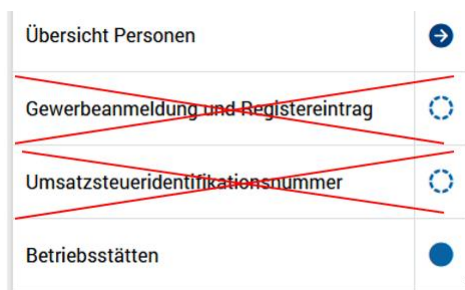 Übersicht Personen
Gewerbeanmeldung und Registereintrag
Umsatzsteueridentifikationsnummer
Betriebsstätten